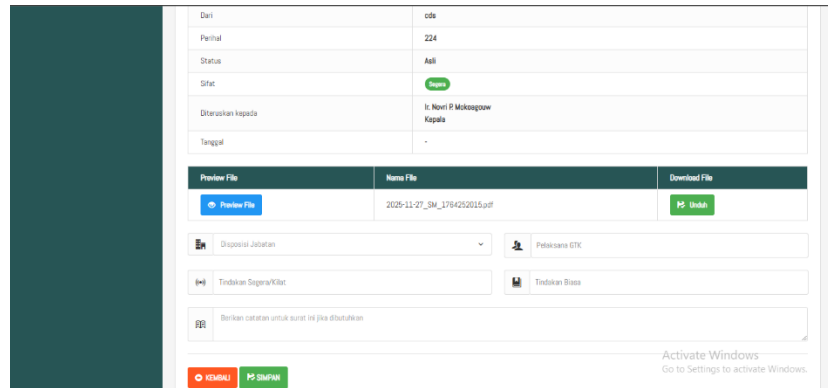 Dari cds
Perihal 224
Status Asli
Sifat Segera
Diteruskan kepada Ir. Novri P. Mokoagouw
Kepala
Tanggal -
Preview File Nama File Download File
Preview File 2025-11-27_SM_1764252015.pdf Unduh
Disposisi Jabatan Pelaksana GTK
Tindakan Segera/Kilat Tindakan Biasa
Berikan catatan untuk surat ini jika dibutuhkan
Activate Windows
Go to Settings to activate Windows.
KEMBALI SIMPAN